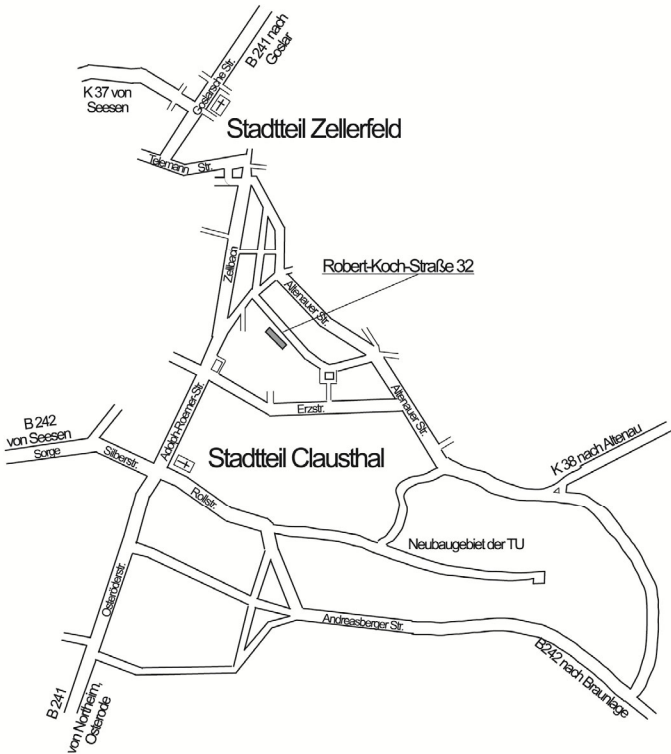 B 241 nach
Goslar
Goslarsche Str.
K 37 von
Seesen
Stadtteil Zellerfeld
Telemann Str.
Zellbach
Robert-Koch-Straße 32
Altenauer Str.
Altenauer Str.
Erzstr.
Adolph-Roemer-Str.
B 242
von Seesen
Sorge
Silberstr.
Stadtteil Clausthal
K 38 nach Altenau
Rollstr.
Neubaugebiet der TU
Osteröderstr.
Andreasberger Str.
B242 nach Braunlage
B 241
von Northeim,
Osterode